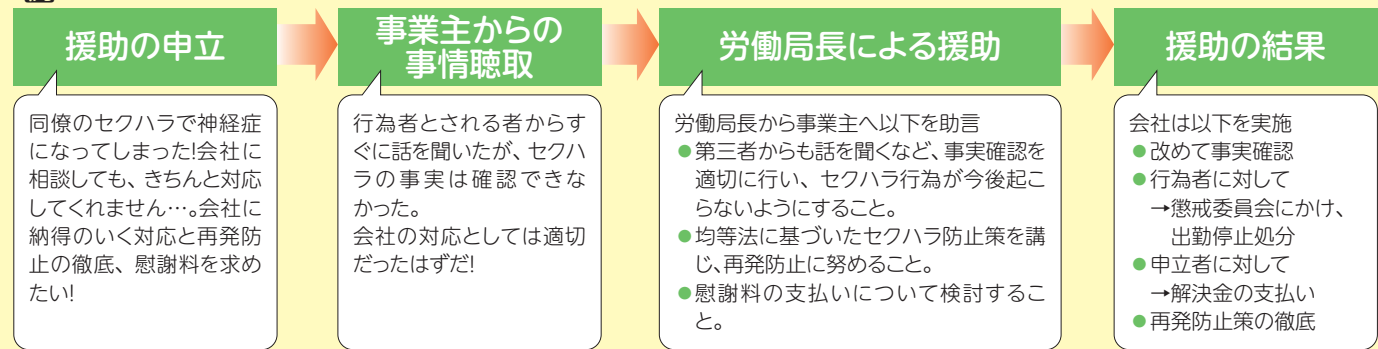 援助の申立
同僚のセクハラで神経症
になってしまった!会社に
相談しても、きちんと対応
してくれません…。会社に
納得のいく対応と再発防
止の徹底、慰謝料を求め
たい!
事業主からの
事情聴取
行為者とされる者からす
ぐに話を聞いたが、セクハ
ラの事実は確認できな
かった。
会社の対応としては適切
だったはずだ!
労働局長による援助
労働局長から事業主へ以下を助言
●第三者からも話を聞くなど、事実確認を
適切に行い、セクハラ行為が今後起こ
らないようにすること。
●均等法に基づいたセクハラ防止策を講
じ、再発防止に努めること。
●慰謝料の支払いについて検討するこ
と。
援助の結果
会社は以下を実施
●改めて事実確認
●行為者に対して
→懲戒委員会にかけ、
出勤停止処分
●申立者に対して
→解決金の支払い
●再発防止策の徹底